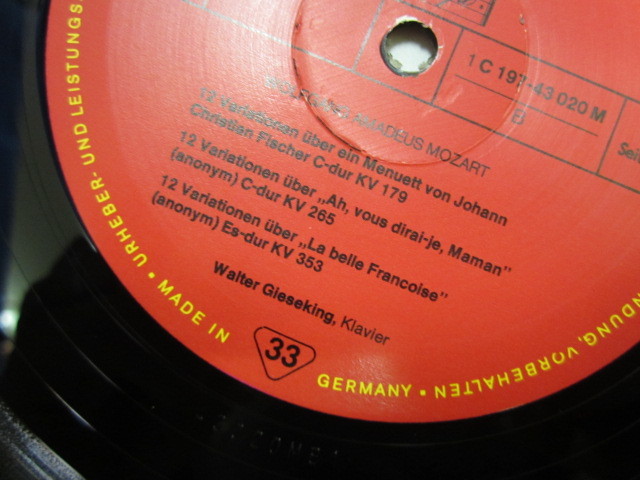 1 C 197-43 020 M
B
Seit
WOLFGANG AMADEUS MOZART
12 Variationen über ein Menuett von Johann
Christian Fischer C-dur KV 179
12 Variationen über „Ah, vous dirai-je, Maman"
(anonym) C-dur KV 265
12 Variationen über „La belle Francoise"
(anonym) Es-dur KV 353
Walter Gieseking, Klavier
33
URHEBER- UND LEISTUNGS
• MADE IN
GERMANY •
NDUNG, VORBEHALTEN